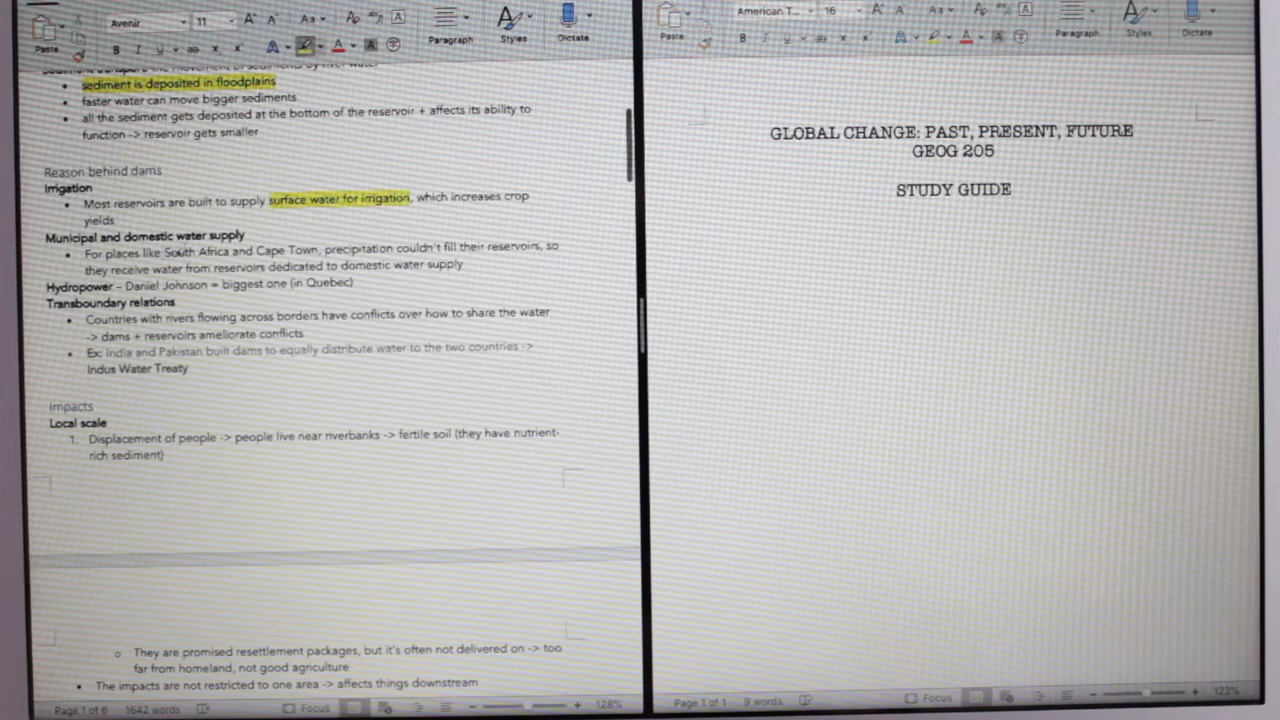 Avenir
11
Aa
A
Paste
B I U ab x x
A
A
A
Paragraph
Styles
Dictate
sediment is deposited in floodplains
faster water can move bigger sediments
all the sediment gets deposited at the bottom of the reservoir + affects its ability to
function -> reservoir gets smaller
Reason behind dams
Irrigation
Most reservoirs are built to supply surface water for irrigation, which increases crop
yields
Municipal and domestic water supply
For places like South Africa and Cape Town, precipitation couldn't fill their reservoirs, so
they receive water from reservoirs dedicated to domestic water supply
Hydropower – Daniel Johnson = biggest one (in Quebec)
Transboundary relations
Countries with rivers flowing across borders have conflicts over how to share the water
-> dams + reservoirs ameliorate conflicts
Ex: India and Pakistan built dams to equally distribute water to the two countries ->
Indus Water Treaty
Impacts
Local scale
1. Displacement of people -> people live near riverbanks -> fertile soil (they have nutrient-
rich sediment)
They are promised resettlement packages, but it's often not delivered on -> too
far from homeland, not good agriculture
The impacts are not restricted to one area -> affects things downstream
Page 1 of 6
1642 words
Focus
128%
American T...
16
Aa
A
Paste
B I U ab x x
A
A
A
Paragraph
Styles
Dictate
GLOBAL CHANGE: PAST, PRESENT, FUTURE
GEOG 205
STUDY GUIDE
Page 1 of 1
9 words
Focus
122%